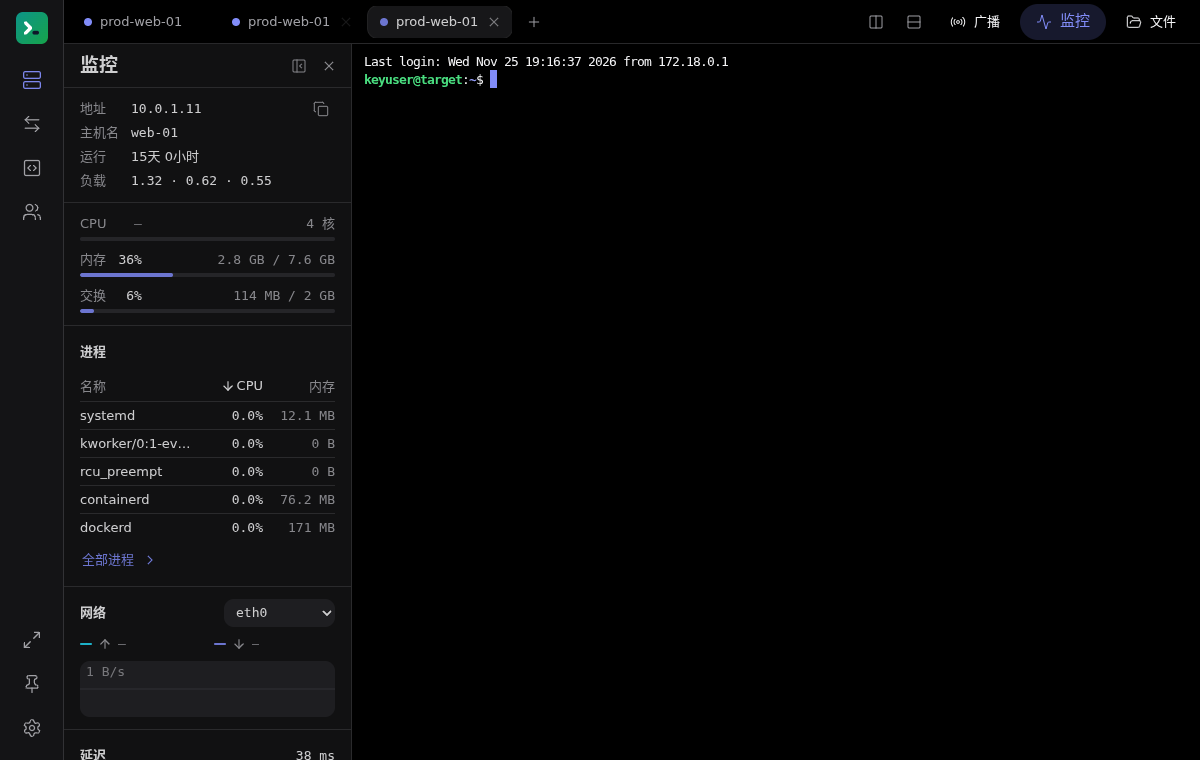 prod-web-01 prod-web-01 prod-web-01 广播 监控 文件
监控
地址 10.0.1.11
主机名 web-01
运行 15天 0小时
负载 1.32 · 0.62 · 0.55
CPU — 4 核
内存 36% 2.8 GB / 7.6 GB
交换 6% 114 MB / 2 GB
进程
名称 CPU 内存
systemd 0.0% 12.1 MB
kworker/0:1-ev… 0.0% 0 B
rcu_preempt 0.0% 0 B
containerd 0.0% 76.2 MB
dockerd 0.0% 171 MB
全部进程
网络 eth0
— —
1 B/s
延迟 38 ms
Last login: Wed Nov 25 19:16:37 2026 from 172.18.0.1
keyuser@target:~$